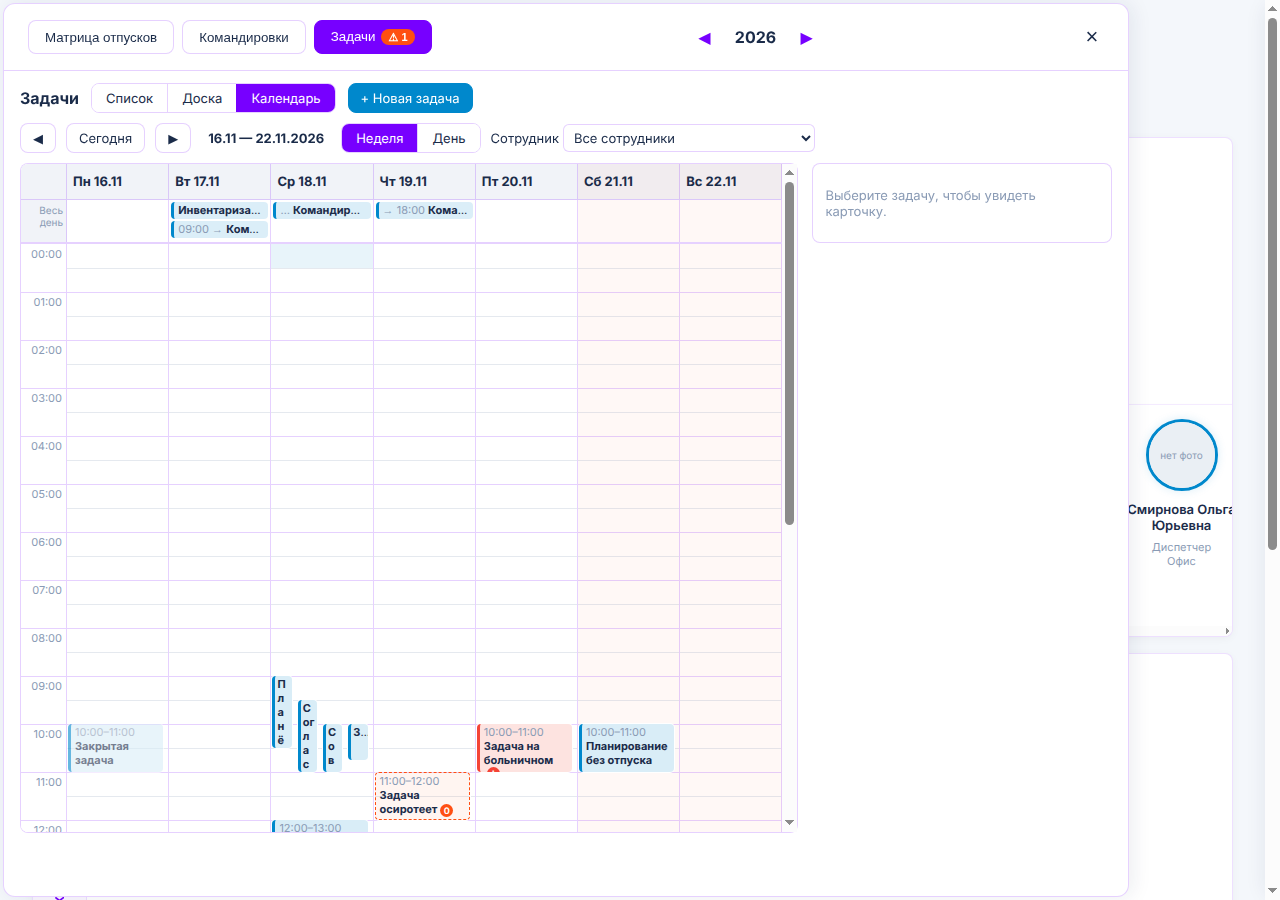 Матрица отпусков
Командировки
Задачи ⚠ 1
◀ 2026 ▶
×
Задачи
Список
Доска
Календарь
+ Новая задача
◀
Сегодня
▶
16.11 — 22.11.2026
Неделя
День
Сотрудник
Все сотрудники
Пн 16.11
Вт 17.11
Ср 18.11
Чт 19.11
Пт 20.11
Сб 21.11
Вс 22.11
Весь
день
Инвентариза...
... Командир...
→ 18:00 Кома...
09:00 → Ком...
Выберите задачу, чтобы увидеть
карточку.
00:00
01:00
02:00
03:00
04:00
05:00
06:00
07:00
08:00
09:00
10:00
11:00
12:00
П
л
а
н
ё
С
ог
л
а
с
С
о
в
З...
10:00–11:00
Закрытая
задача
10:00–11:00
Задача на
больничном
10:00–11:00
Планирование
без отпуска
11:00–12:00
Задача
осиротеет 0
12:00–13:00
нет фото
Смирнова Ольга
Юрьевна
Диспетчер
Офис